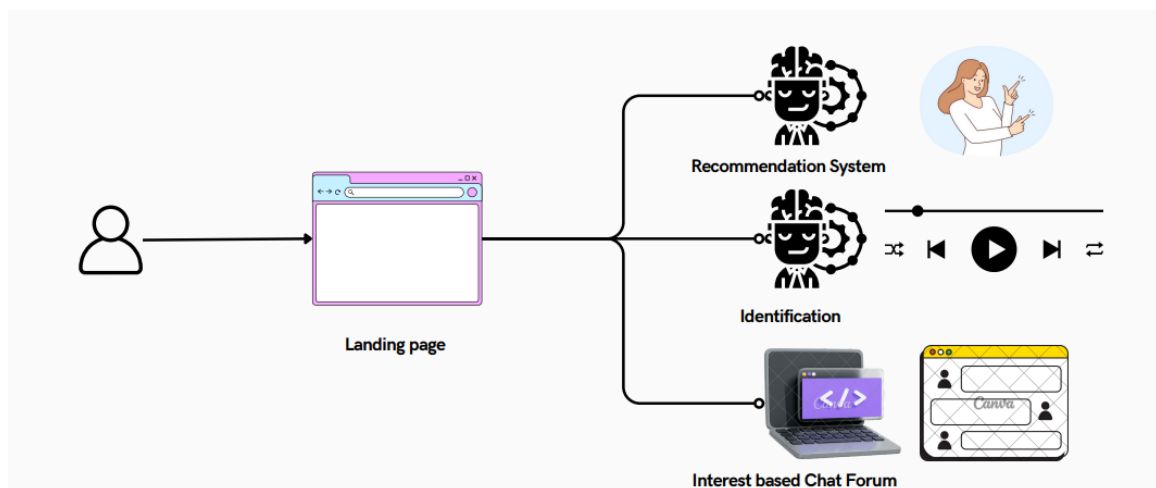 Recommendation System
Identification
Landing page
</>
Canva
Canva
Interest based Chat Forum